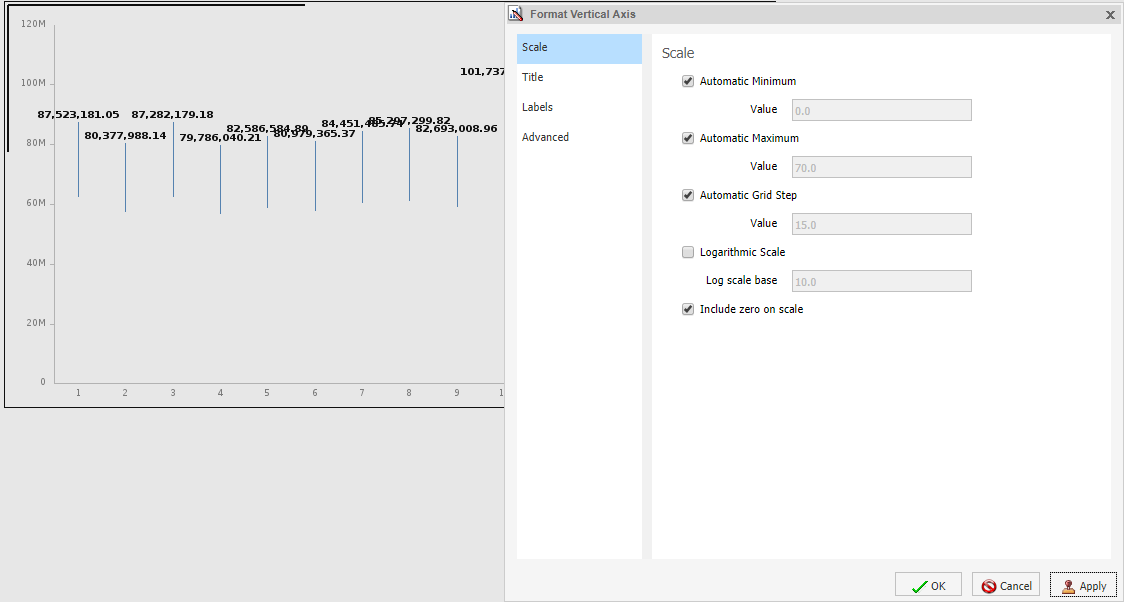 120M
100M
80M
60M
40M
20M
0
101,737
87,523,181.05
87,282,179.18
80,377,988.14
79,786,040.21
82,586,584.89
80,979,365.37
84,451,485.74
85,297,299.82
82,693,008.96
1 2 3 4 5 6 7 8 9 1
Format Vertical Axis
Scale
Title
Labels
Advanced
Scale
Automatic Minimum
Value 0.0
Automatic Maximum
Value 70.0
Automatic Grid Step
Value 15.0
Logarithmic Scale
Log scale base 10.0
Include zero on scale
OK Cancel Apply